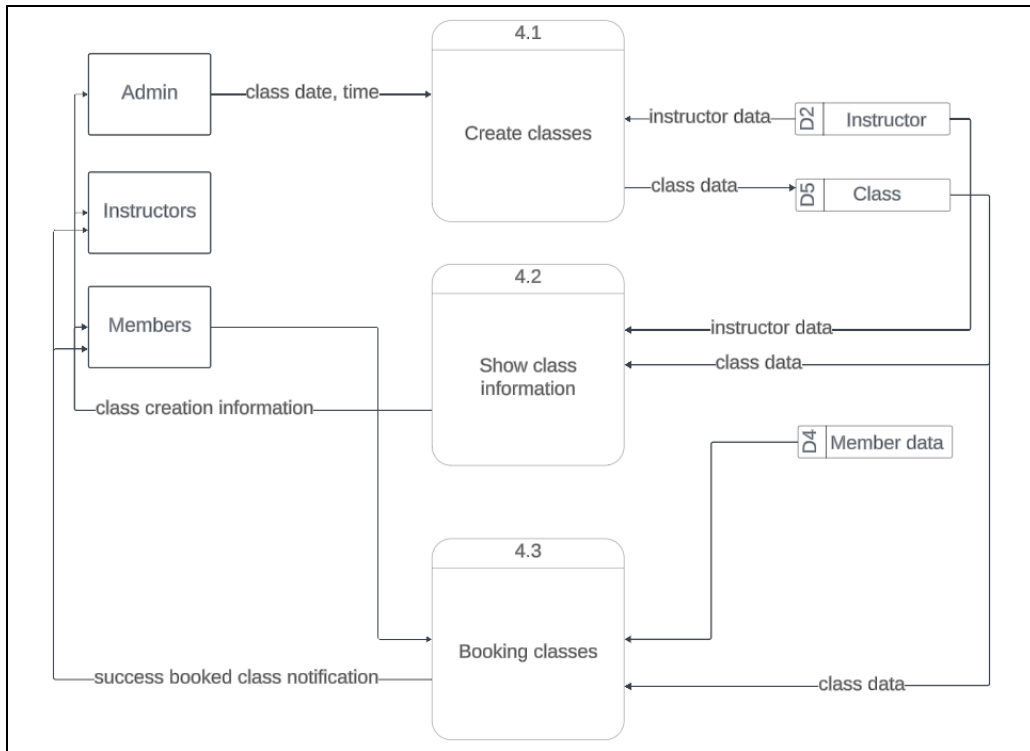 4.1
Admin
class date, time
Create classes
instructor data
D2
Instructor
class data
D5
Class
Instructors
4.2
Members
instructor data
Show class
information
class data
class creation information
D4
Member data
4.3
Booking classes
success booked class notification
class data